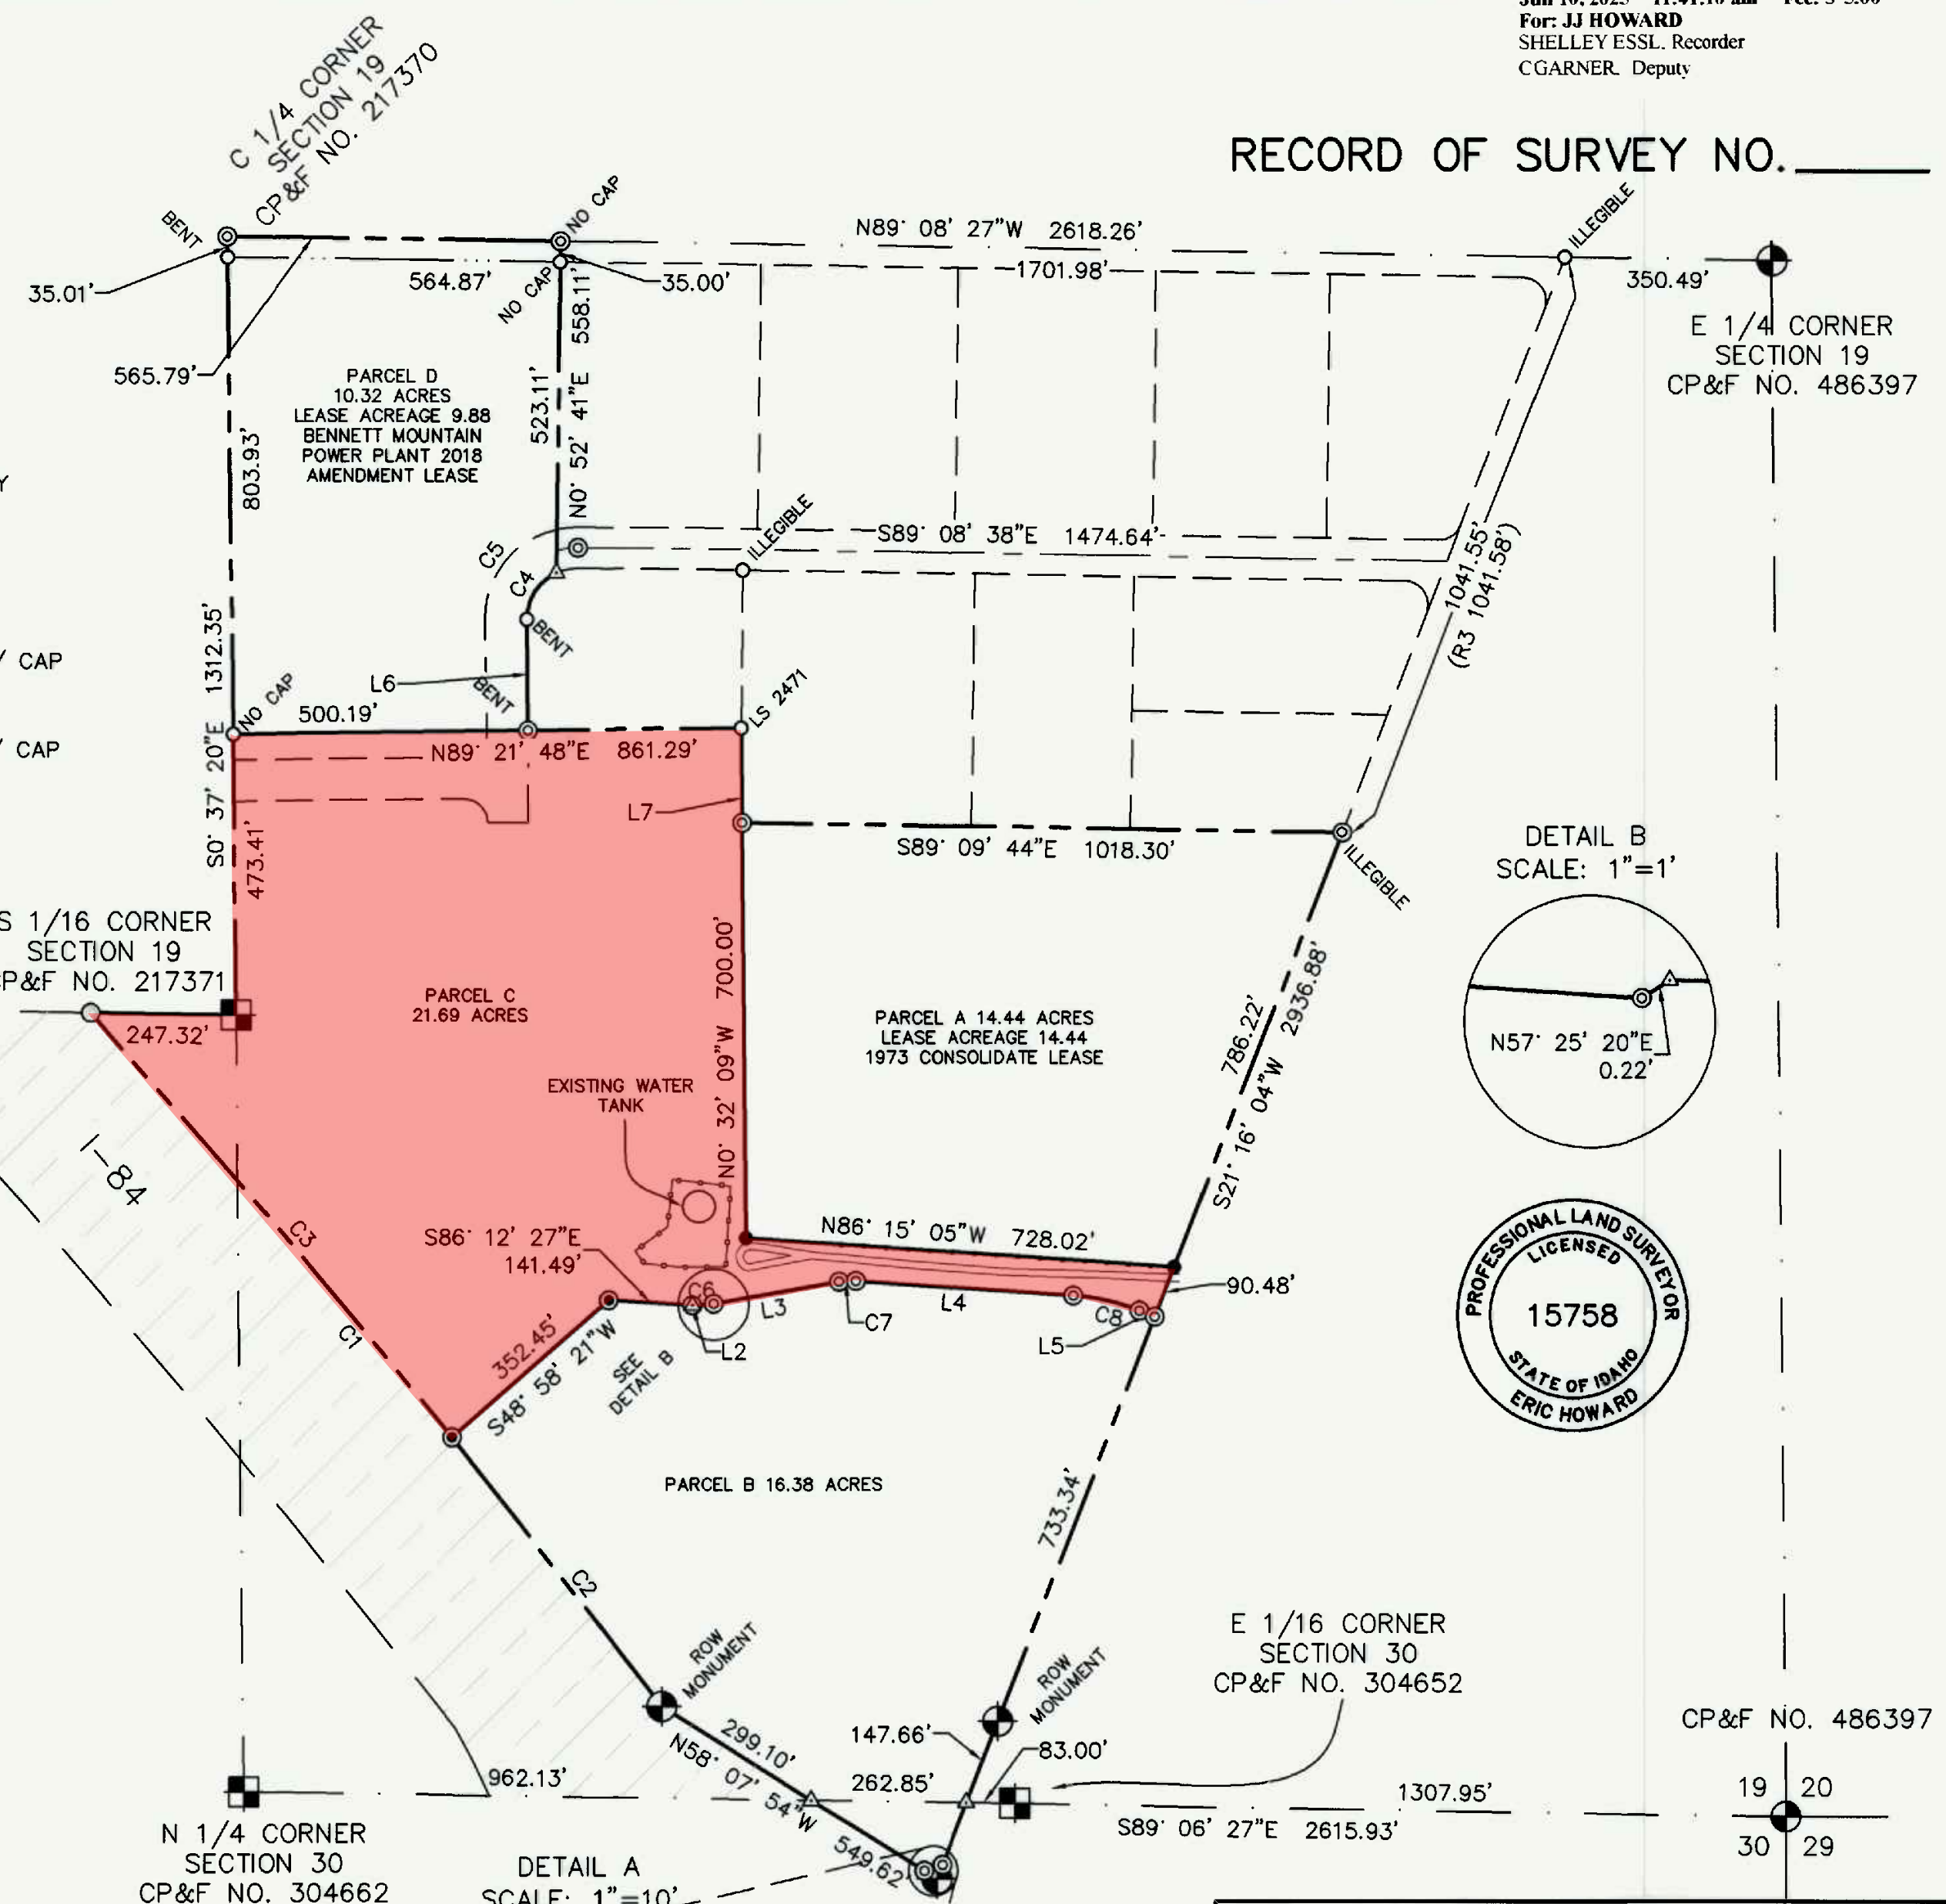 For: JJ HOWARD
SHELLEY ESSL. Recorder
CGARNER Deputy
RECORD OF SURVEY NO.
C 1/4 CORNER
SECTION 19
CP&F NO. 217370
BENT
NO CAP
N89° 08' 27"W 2618.26'
ILLEGIBLE
35.01'
564.87'
NO CAP
35.00'
1701.98'
350.49'
E 1/4 CORNER
SECTION 19
CP&F NO. 486397
565.79'
PARCEL D
10.32 ACRES
LEASE ACREAGE 9.88
BENNETT MOUNTAIN
POWER PLANT 2018
AMENDMENT LEASE
803.93'
523.11'
N0° 52' 41"E 558.11'
ILLEGIBLE
S89° 08' 38"E 1474.64'
C5
C4
BENT
1041.55'
(R3 1041.58')
CAP
L6
BENT
NO CAP
500.19'
LS 2471
CAP
S0° 37' 20"E 1312.35'
N89° 21' 48"E 861.29'
473.41'
L7
S89° 09' 44"E 1018.30'
ILLEGIBLE
DETAIL B
SCALE: 1"=1'
N57° 25' 20"E
0.22'
S 1/16 CORNER
SECTION 19
CP&F NO. 217371
247.32'
PARCEL C
21.69 ACRES
N0° 32' 09"W 700.00'
PARCEL A 14.44 ACRES
LEASE ACREAGE 14.44
1973 CONSOLIDATE LEASE
786.22'
S21° 16' 04"W 2936.88'
EXISTING WATER
TANK
I-84
C3
C1
S86° 12' 27"E
141.49'
N86° 15' 05"W 728.02'
90.48'
C6
L3
C7
L4
C8
L5
L2
352.45'
S48° 58' 21"W
SEE
DETAIL B
PROFESSIONAL LAND SURVEYOR
LICENSED
15758
STATE OF IDAHO
ERIC HOWARD
PARCEL B 16.38 ACRES
733.34'
C2
ROW
MONUMENT
ROW
MONUMENT
E 1/16 CORNER
SECTION 30
CP&F NO. 304652
CP&F NO. 486397
299.10'
N58° 07' 54"W 549.62'
147.66'
83.00'
962.13'
262.85'
1307.95'
S89° 06' 27"E 2615.93'
19 20
30 29
N 1/4 CORNER
SECTION 30
CP&F NO. 304662
DETAIL A
SCALE: 1"=10'